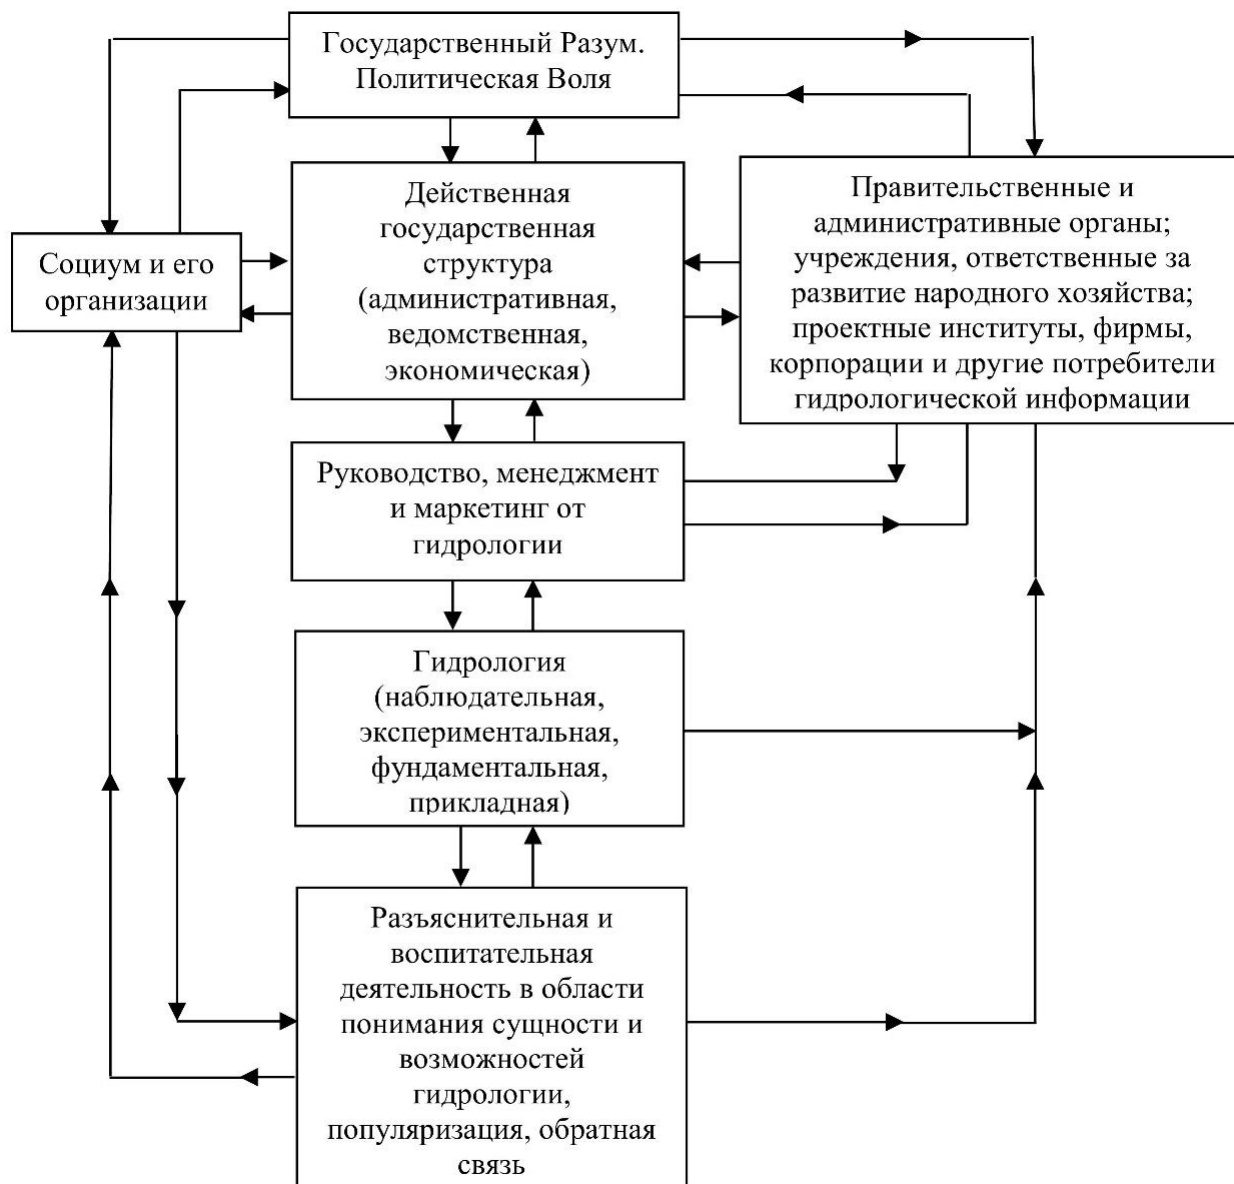 Государственный Разум.
Политическая Воля
Действенная
государственная
структура
(административная,
ведомственная,
экономическая)
Правительственные и
административные органы;
учреждения, ответственные за
развитие народного хозяйства;
проектные институты, фирмы,
корпорации и другие потребители
гидрологической информации
Социум и его
организации
Руководство, менеджмент
и маркетинг от
гидрологии
Гидрология
(наблюдательная,
экспериментальная,
фундаментальная,
прикладная)
Разъяснительная и
воспитательная
деятельность в области
понимания сущности и
возможностей
гидрологии,
популяризация, обратная
связь